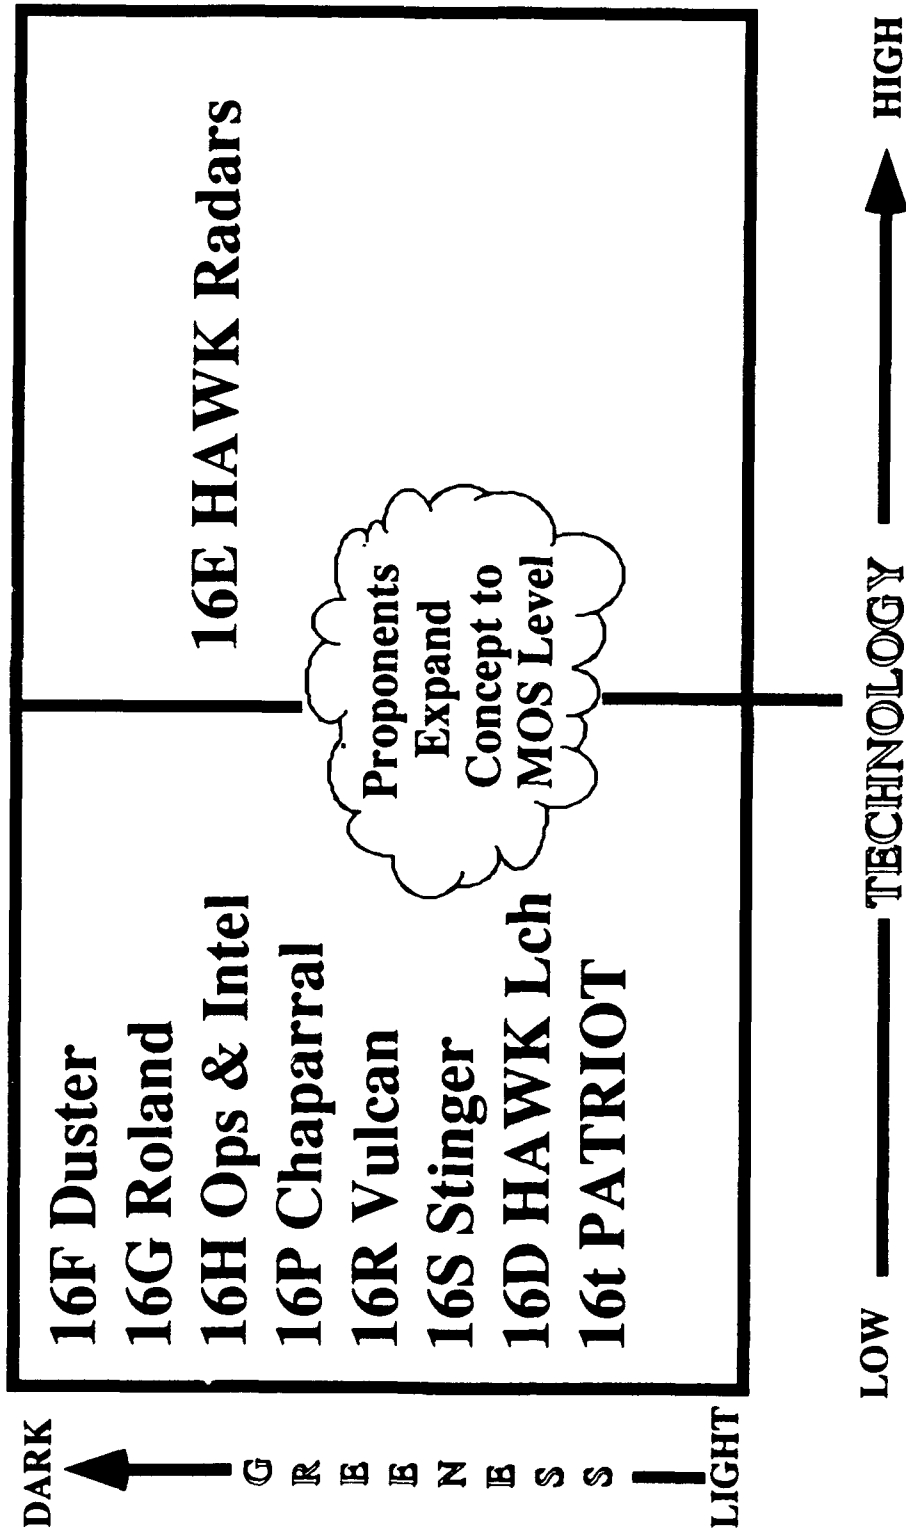 DARK
GREENESS
LIGHT
16F Duster
16G Roland
16H Ops & Intel
16P Chaparral
16R Vulcan
16S Stinger
16D HAWK Lch
16t PATRIOT
Proponents
Expand
Concept to
MOS Level
16E HAWK Radars
LOW
TECHNOLOGY
HIGH